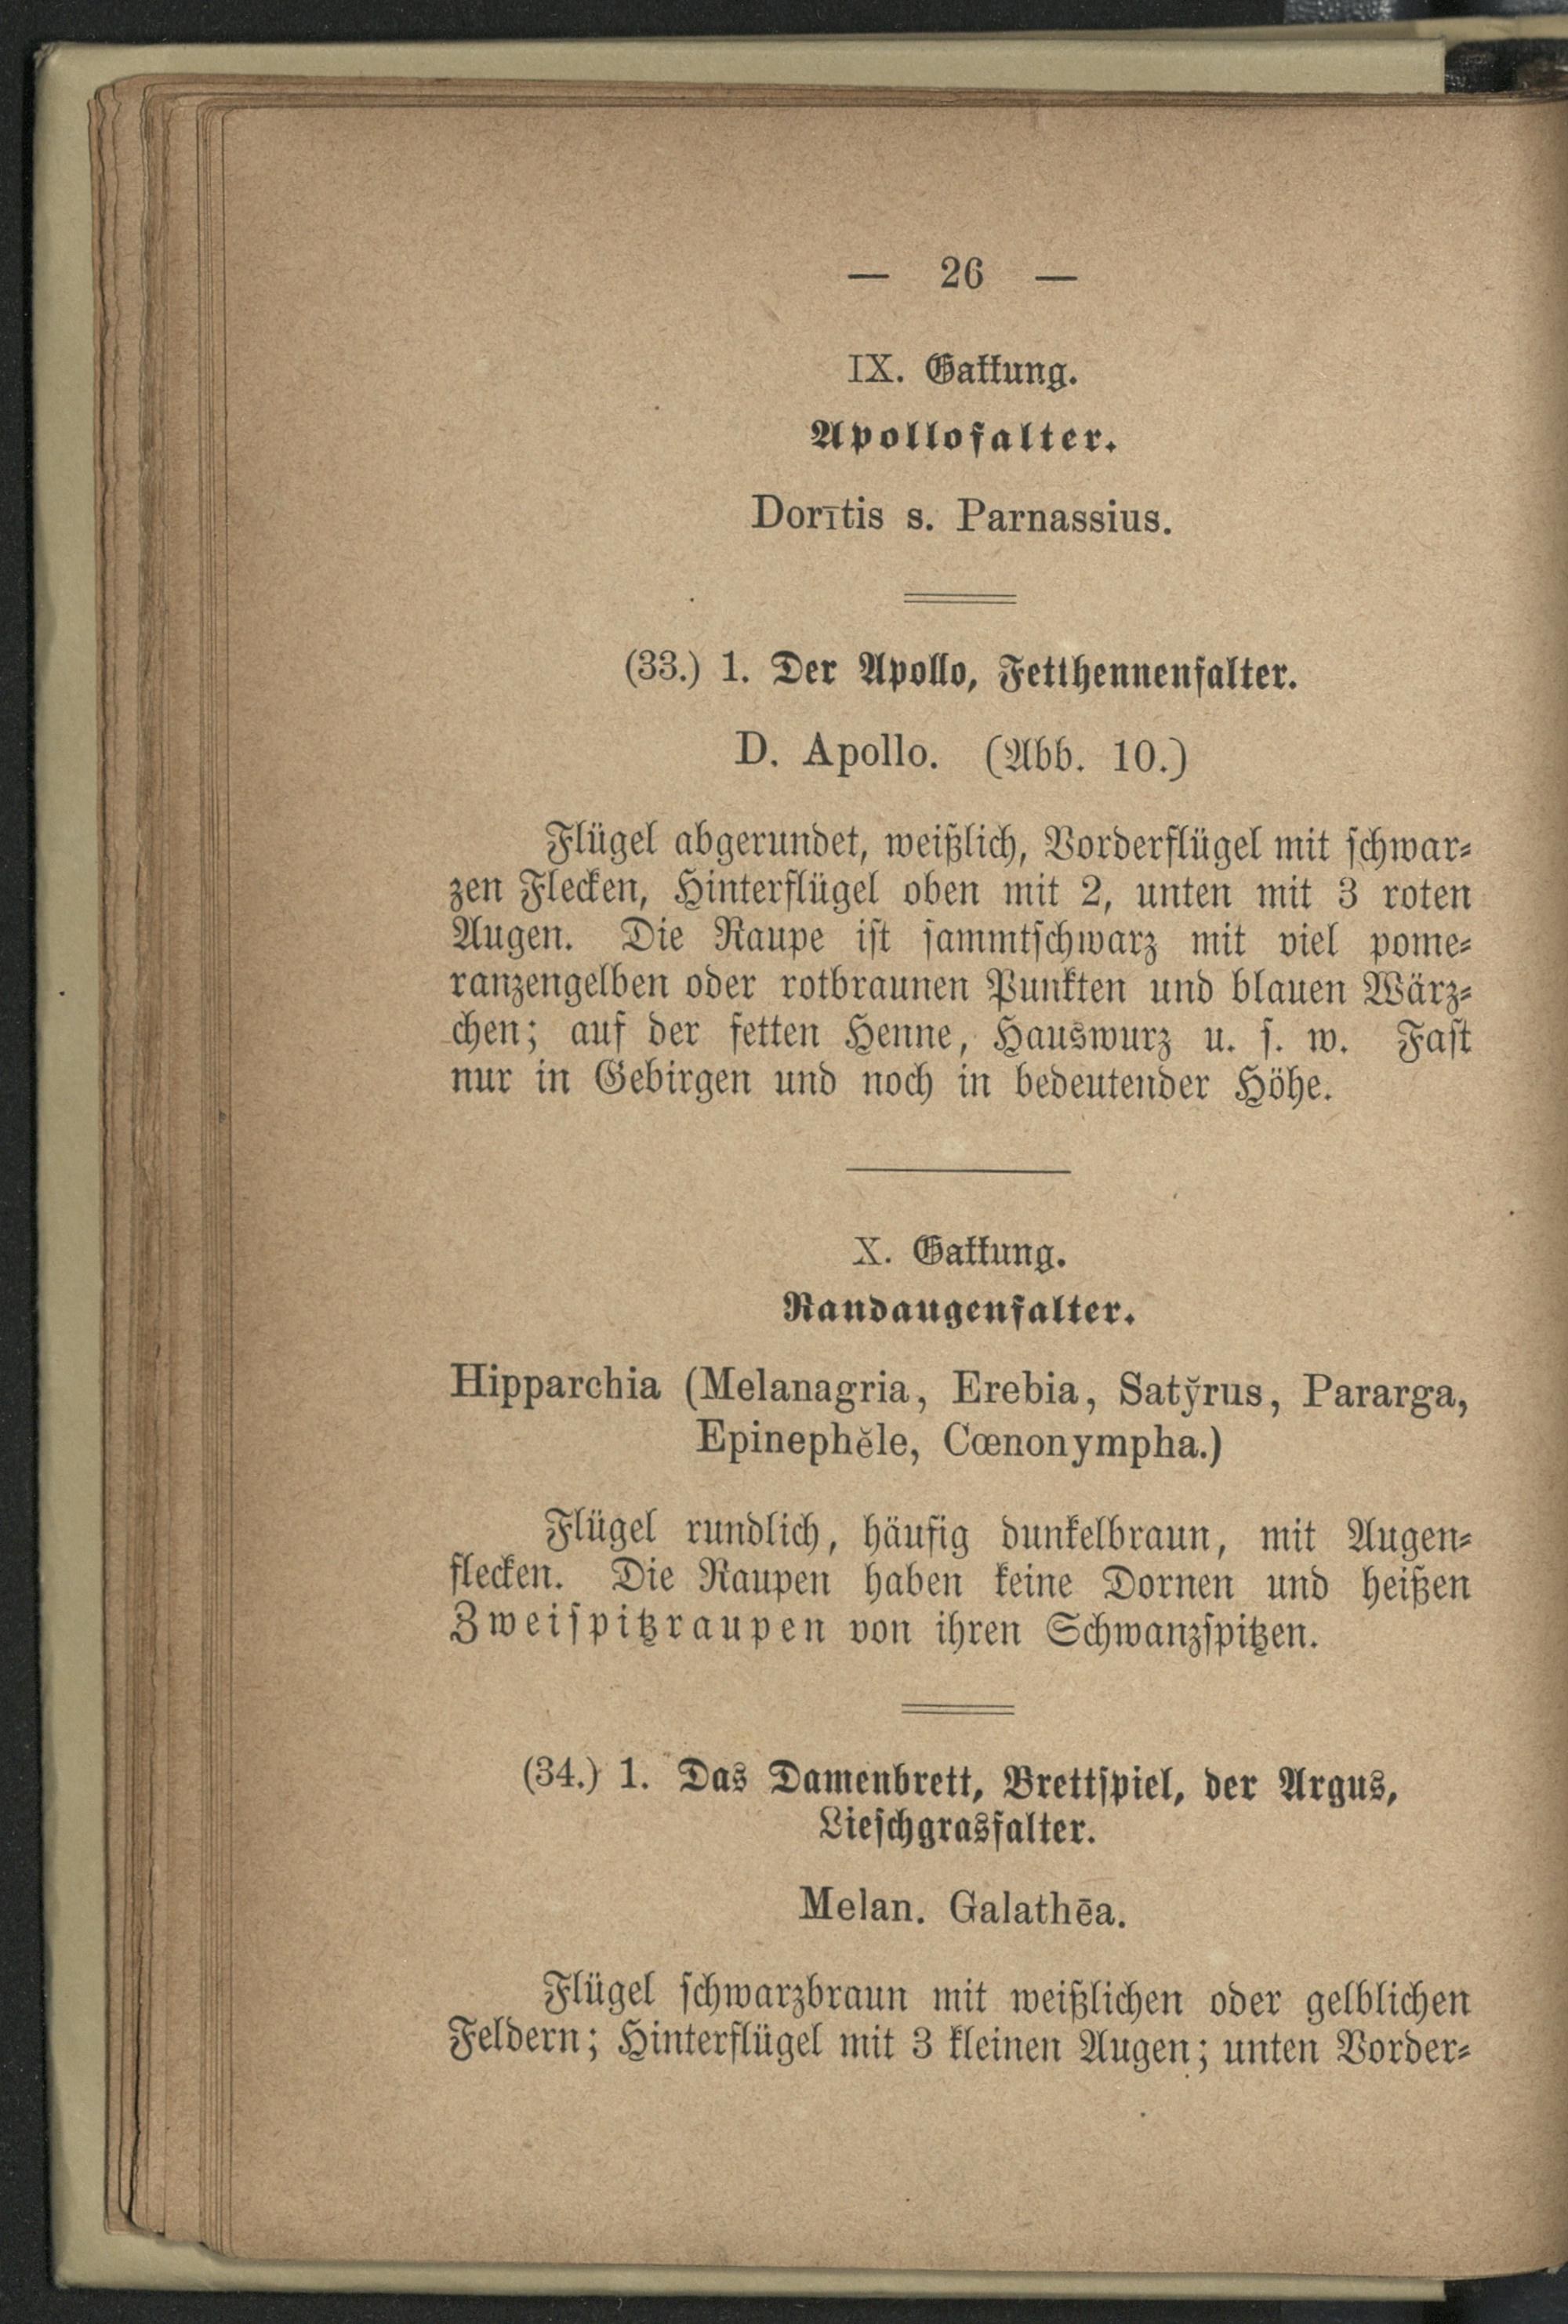 — 26 —
IX. Gattung.
Apollofalter.
Dorītis s. Parnassius.
(33.) 1. Der Apollo, Fetthennenfalter.
D. Apollo. (Abb. 10.)
Flügel abgerundet, weißlich, Vorderflügel mit schwar-
zen Flecken, Hinterflügel oben mit 2, unten mit 3 roten
Augen. Die Raupe ist sammtschwarz mit viel pome-
ranzengelben oder rotbraunen Punkten und blauen Wärz-
chen; auf der fetten Henne, Hauswurz u. s. w. Fast
nur in Gebirgen und noch in bedeutender Höhe.
X. Gattung.
Randaugenfalter.
Hipparchia (Melanagria, Erebia, Saty̆rus, Pararga,
Epinephĕle, Cœnonympha.)
Flügel rundlich, häufig dunkelbraun, mit Augen-
flecken. Die Raupen haben keine Dornen und heißen
Zweispitzraupen von ihren Schwanzspitzen.
(34.) 1. Das Damenbrett, Brettspiel, der Argus,
Lieschgrasfalter.
Melan. Galathēa.
Flügel schwarzbraun mit weißlichen oder gelblichen
Feldern; Hinterflügel mit 3 kleinen Augen; unten Vorder-